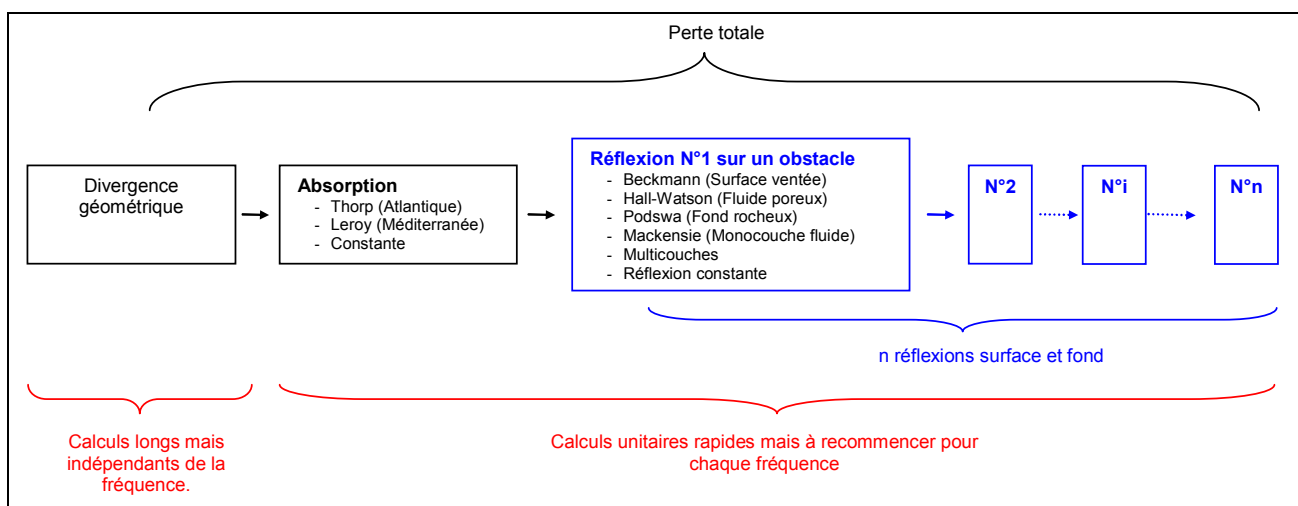 Perte totale
Divergence
géométrique
Absorption
- Thorp (Atlantique)
- Leroy (Méditerranée)
- Constante
Réflexion N°1 sur un obstacle
- Beckmann (Surface ventée)
- Hall-Watson (Fluide poreux)
- Podswa (Fond rocheux)
- Mackensie (Monocouche fluide)
- Multicouches
- Réflexion constante
N°2
N°i
N°n
n réflexions surface et fond
Calculs longs mais
indépendants de la
fréquence.
Calculs unitaires rapides mais à recommencer pour
chaque fréquence